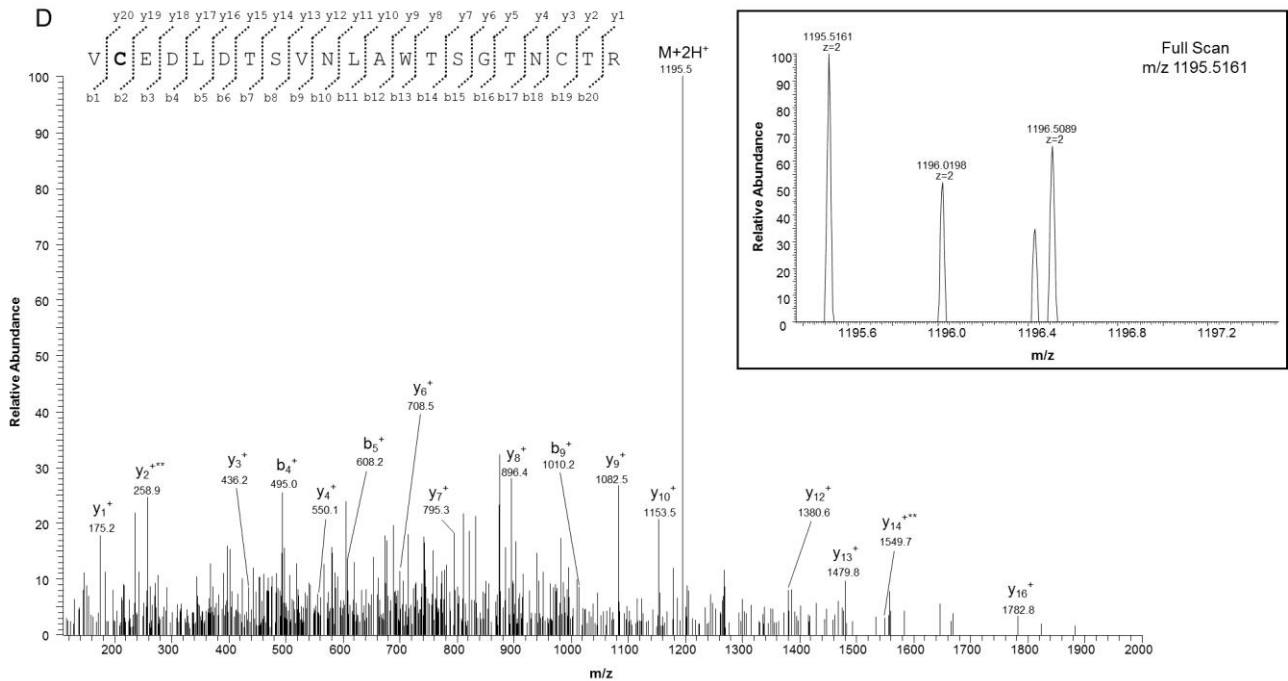 D
y20 y19 y18 y17 y16 y15 y14 y13 y12 y11 y10 y9 y8 y7 y6 y5 y4 y3 y2 y1
V C E D L D T S V N L A W T S G T N C T R
b1 b2 b3 b4 b5 b6 b7 b8 b9 b10 b11 b12 b13 b14 b15 b16 b17 b18 b19 b20
M+2H⁺
1195.5
Relative Abundance
100
90
80
70
60
50
40
30
20
10
0
y₁⁺
175.2
y₂⁺**
258.9
y₃⁺
436.2
b₄⁺
495.0
y₄⁺
550.1
b₅⁺
608.2
y₆⁺
708.5
y₇⁺
795.3
y₈⁺
896.4
b₉⁺
1010.2
y₉⁺
1082.5
y₁₀⁺
1153.5
y₁₂⁺
1380.6
y₁₃⁺
1479.8
y₁₄⁺**
1549.7
y₁₆⁺
1782.8
200 300 400 500 600 700 800 900 1000 1100 1200 1300 1400 1500 1600 1700 1800 1900 2000
m/z
Full Scan
m/z 1195.5161
1195.5161
z=2
1196.0198
z=2
1196.5089
z=2
Relative Abundance
100
90
80
70
60
50
40
30
20
10
0
1195.6 1196.0 1196.4 1196.8 1197.2
m/z